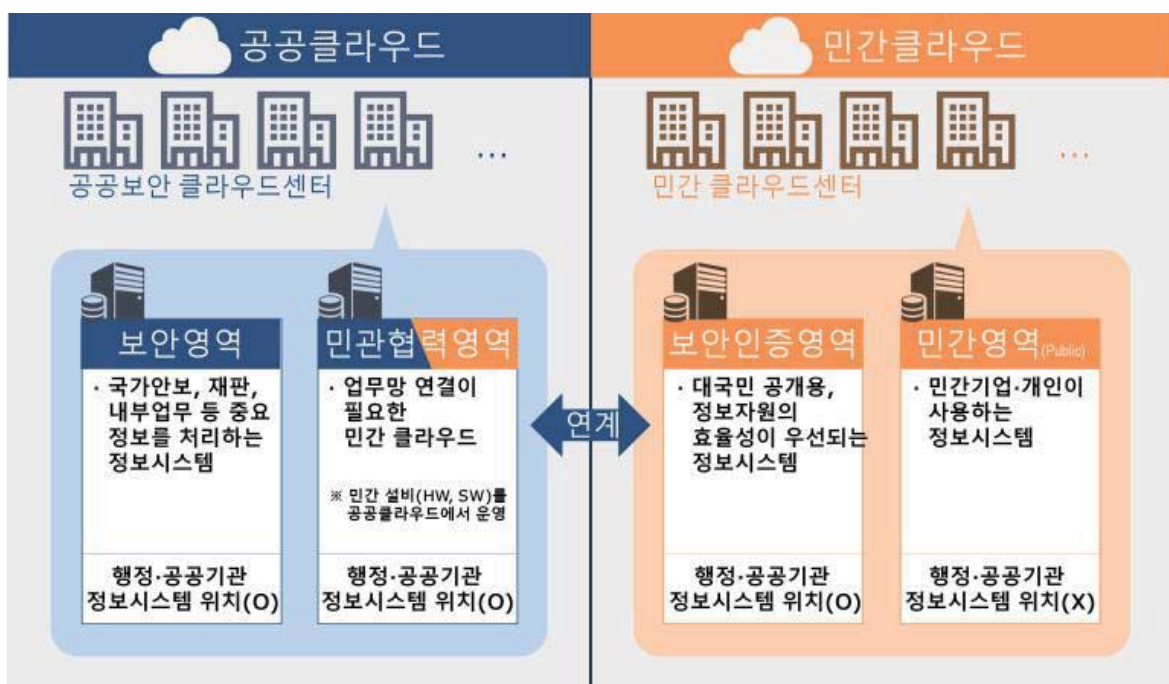 공공클라우드
공공보안 클라우드센터
...
보안영역
· 국가안보, 재판,
내부업무 등 중요
정보를 처리하는
정보시스템
행정·공공기관
정보시스템 위치(O)
민관협력영역
· 업무망 연결이
필요한
민간 클라우드
※ 민간 설비(HW, SW)를
공공클라우드에서 운영
행정·공공기관
정보시스템 위치(O)
연계
민간클라우드
민간 클라우드센터
...
보안인증영역
· 대국민 공개용,
정보자원의
효율성이 우선되는
정보시스템
행정·공공기관
정보시스템 위치(O)
민간영역(Public)
· 민간기업·개인이
사용하는
정보시스템
행정·공공기관
정보시스템 위치(X)